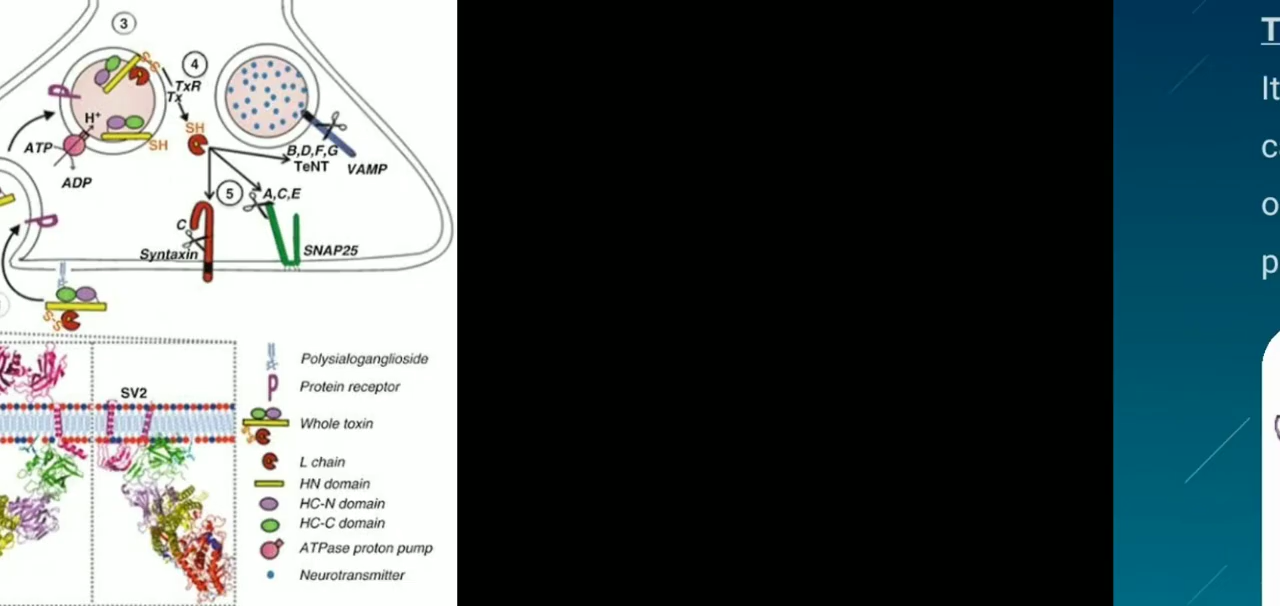 3
4
TxR
Tx
H⁺
SH
SH
S-S
ATP
ADP
B,D,F,G
TeNT
VAMP
5
A,C,E
C
Syntaxin
SNAP25
S-S
Polysialoganglioside
Protein receptor
SV2
Whole toxin
L chain
HN domain
HC-N domain
HC-C domain
ATPase proton pump
Neurotransmitter
T
It
c
o
p